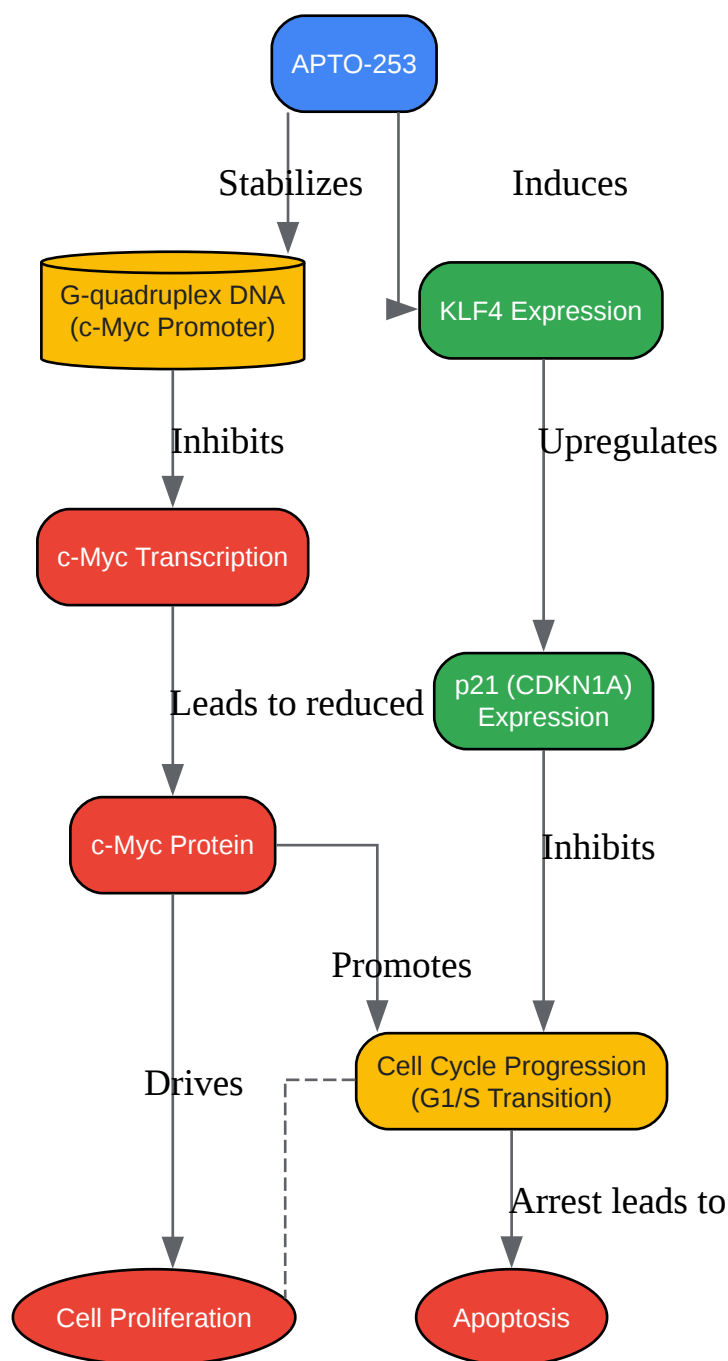 APTO-253
Stabilizes
Induces
G-quadruplex DNA
(c-Myc Promoter)
KLF4 Expression
Inhibits
Upregulates
c-Myc Transcription
Leads to reduced
p21 (CDKN1A)
Expression
c-Myc Protein
Inhibits
Promotes
Cell Cycle Progression
(G1/S Transition)
Drives
Arrest leads to
Cell Proliferation
Apoptosis